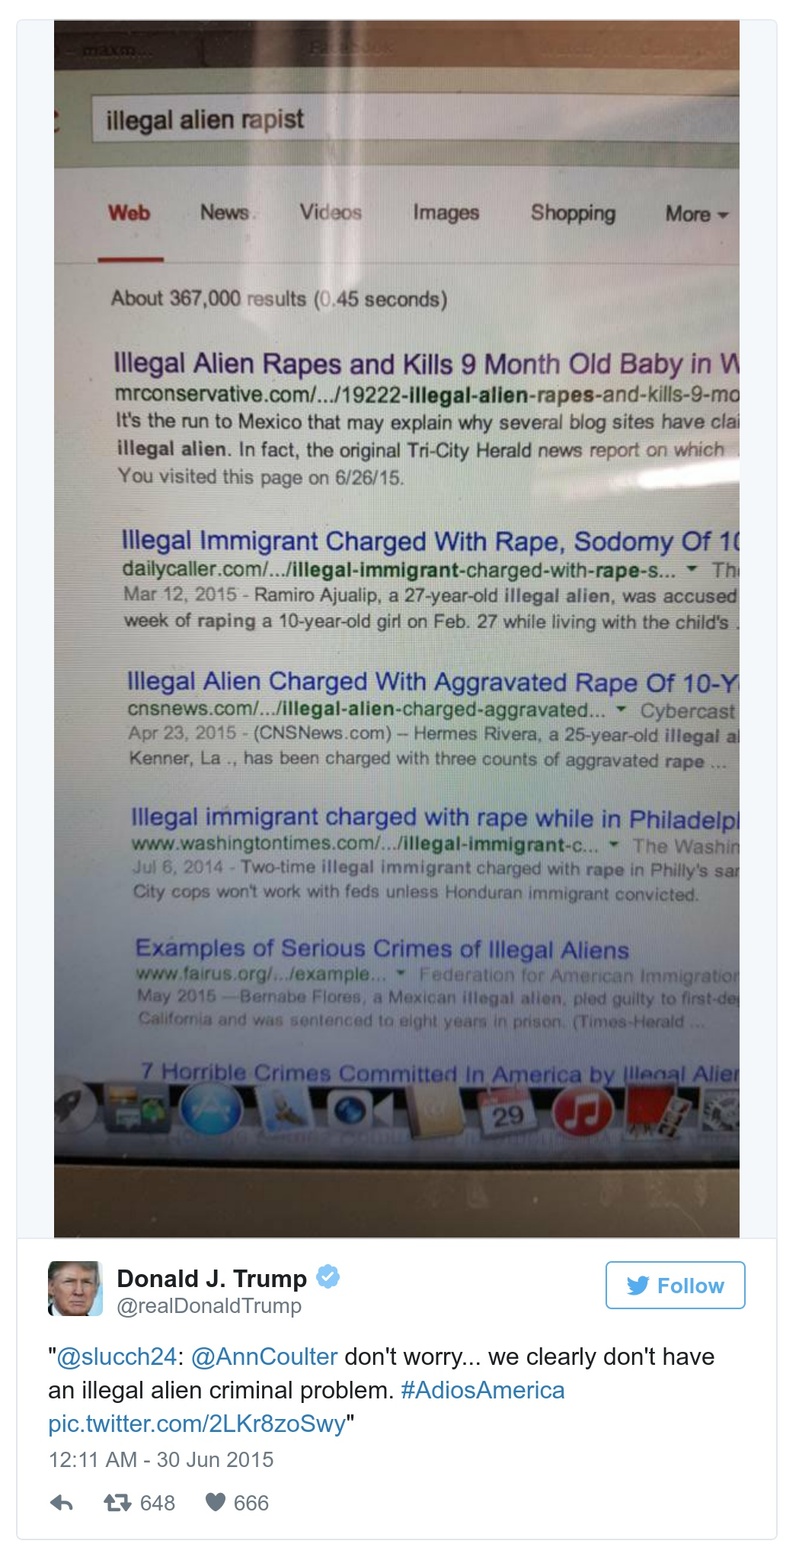 Facebook
illegal alien rapist
Web News Videos Images Shopping More
About 367,000 results (0.45 seconds)
Illegal Alien Rapes and Kills 9 Month Old Baby in W
mrconservative.com/.../19222-illegal-alien-rapes-and-kills-9-mo
It's the run to Mexico that may explain why several blog sites have clai
illegal alien. In fact, the original Tri-City Herald news report on which
You visited this page on 6/26/15.
Illegal Immigrant Charged With Rape, Sodomy Of 10
dailycaller.com/.../illegal-immigrant-charged-with-rape-s... The
Mar 12, 2015 - Ramiro Ajualip, a 27-year-old illegal alien, was accused
week of raping a 10-year-old girl on Feb. 27 while living with the child's .
Illegal Alien Charged With Aggravated Rape Of 10-Y
cnsnews.com/.../illegal-alien-charged-aggravated... Cybercast
Apr 23, 2015 - (CNSNews.com) – Hermes Rivera, a 25-year-old illegal al
Kenner, La ., has been charged with three counts of aggravated rape ...
Illegal immigrant charged with rape while in Philadelpl
www.washingtontimes.com/.../illegal-immigrant-c... The Washin
Jul 6, 2014 - Two-time illegal immigrant charged with rape in Philly's sar
City cops won't work with feds unless Honduran immigrant convicted.
Examples of Serious Crimes of Illegal Aliens
www.fairus.org/.../example... Federation for American Immigration
May 2015 —Bernabe Flores, a Mexican illegal alien, pled guilty to first-de
California and was sentenced to eight years in prison. (Times-Herald ...
7 Horrible Crimes Committed In America by Illegal Alier
29
Donald J. Trump
@realDonaldTrump
Follow
"@slucch24: @AnnCoulter don't worry... we clearly don't have
an illegal alien criminal problem. #AdiosAmerica
pic.twitter.com/2LKr8zoSwy"
12:11 AM - 30 Jun 2015
648 666